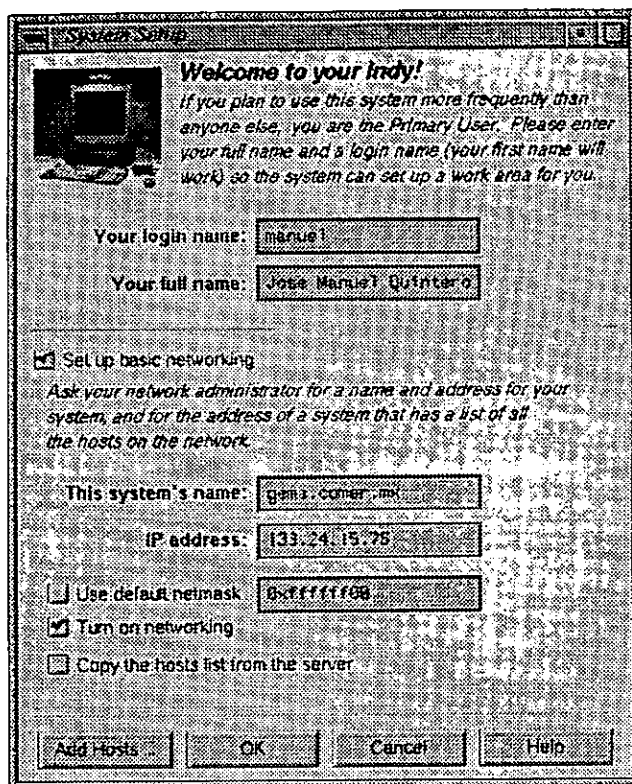 System Setup
Welcome to your Indy!
If you plan to use this system more frequently than
anyone else, you are the Primary User. Please enter
your full name and a login name (your first name will
work) so the system can set up a work area for you.
Your login name: manuel
Your full name: Jose Manuel Quintero
Set up basic networking
Ask your network administrator for a name and address for your
system, and for the address of a system that has a list of all
the hosts on the network.
This system's name:
IP address: 133.24.15.75
Use default netmask 0xffffff00
Turn on networking
Copy the hosts list from the server
Add Hosts... OK Cancel Help